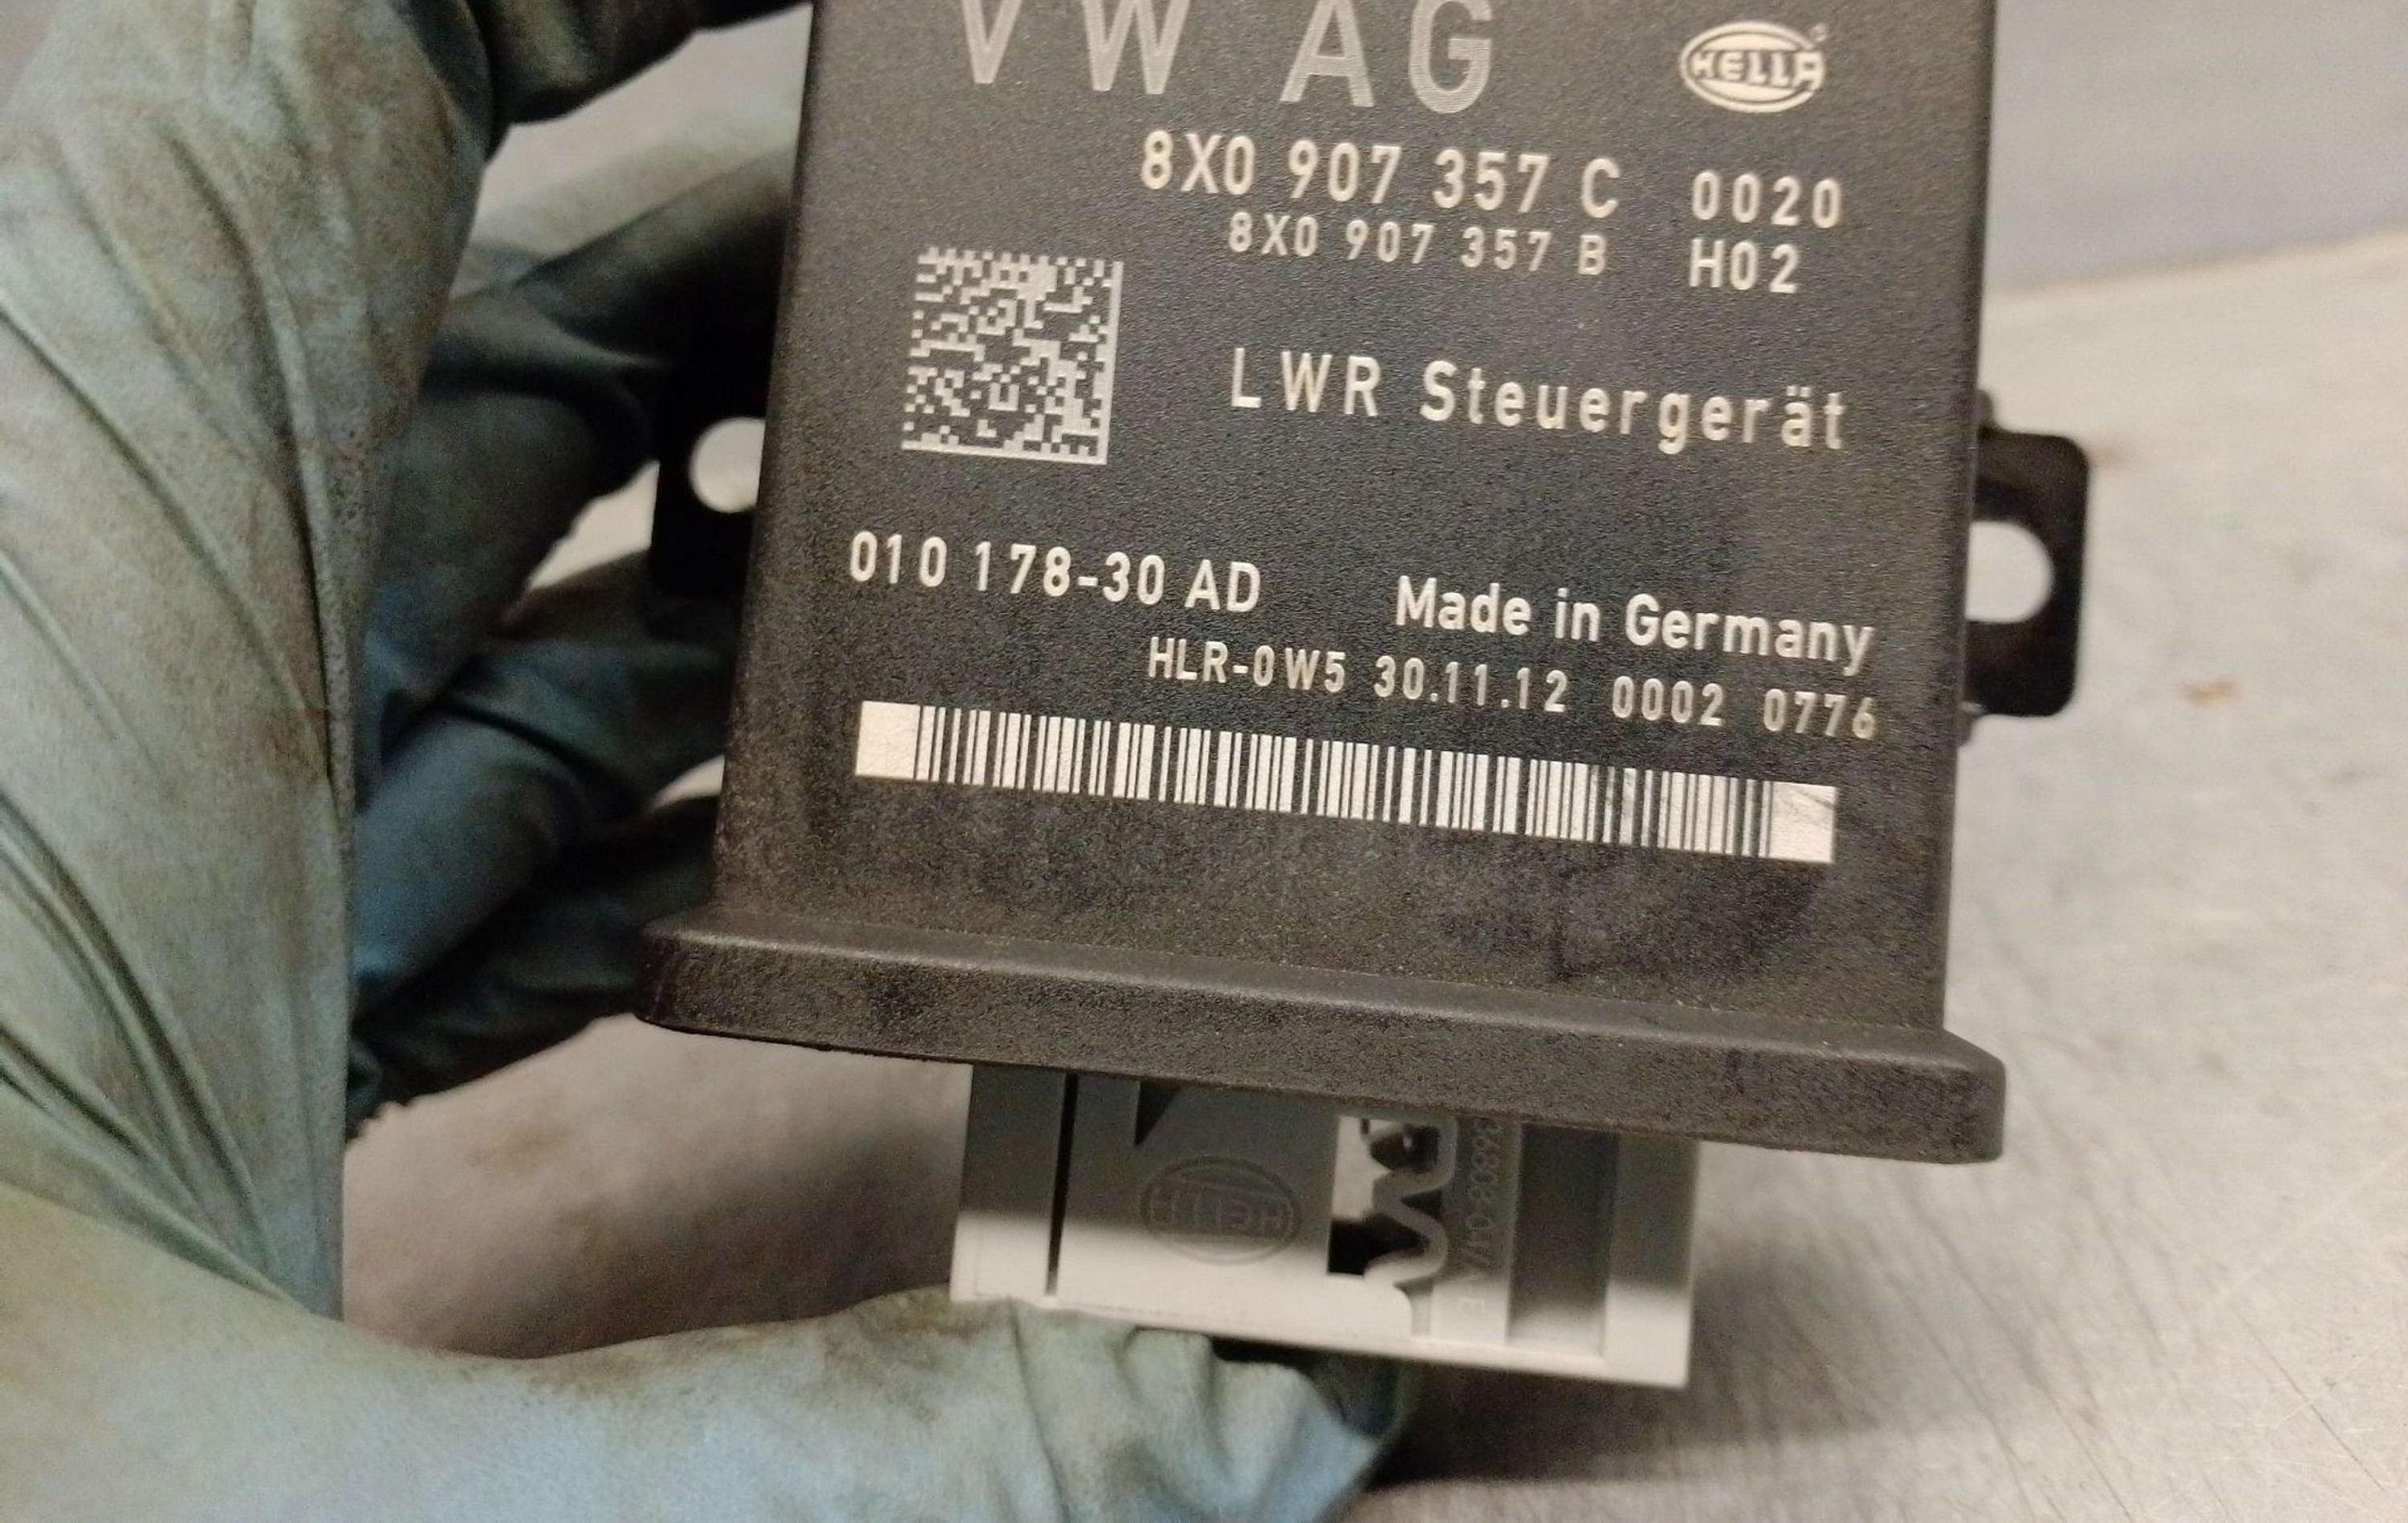 VW AG
HELLA
8X0 907 357 C 0020
8X0 907 357 B H02
LWR Steuergerät
010 178-30 AD
Made in Germany
HLR-0W5 30.11.12 0002 0776
HELLA